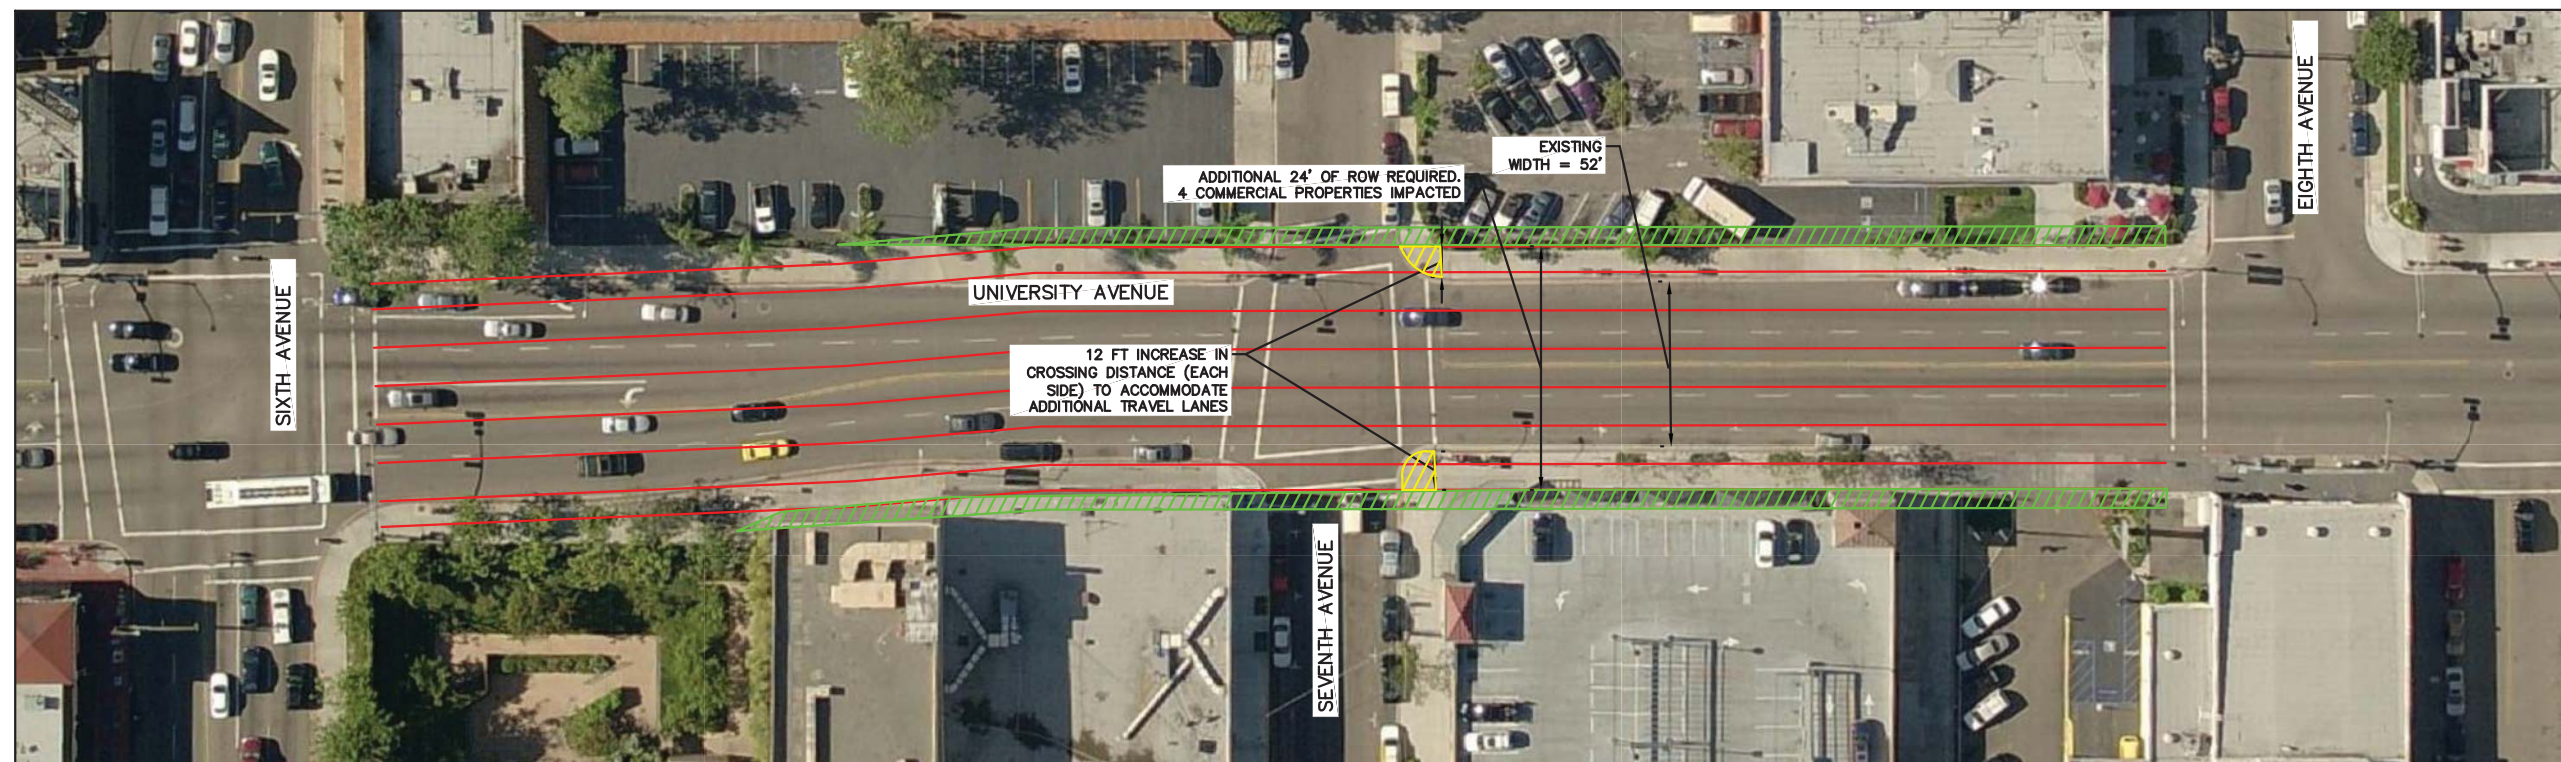 EIGHTH AVENUE
EXISTING
WIDTH = 52'
ADDITIONAL 24' OF ROW REQUIRED.
4 COMMERCIAL PROPERTIES IMPACTED
SIXTH AVENUE
UNIVERSITY AVENUE
12 FT INCREASE IN
CROSSING DISTANCE (EACH
SIDE) TO ACCOMMODATE
ADDITIONAL TRAVEL LANES
SEVENTH AVENUE